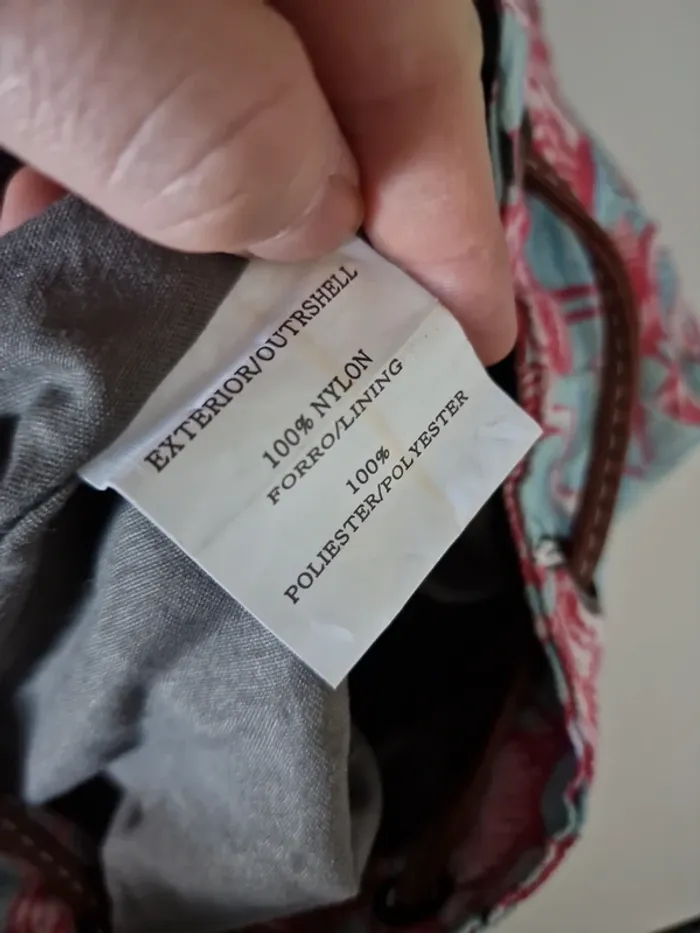 EXTERIOR/OUTRSHELL
100% NYLON
FORRO/LINING
100%
POLIESTER/POLYESTER